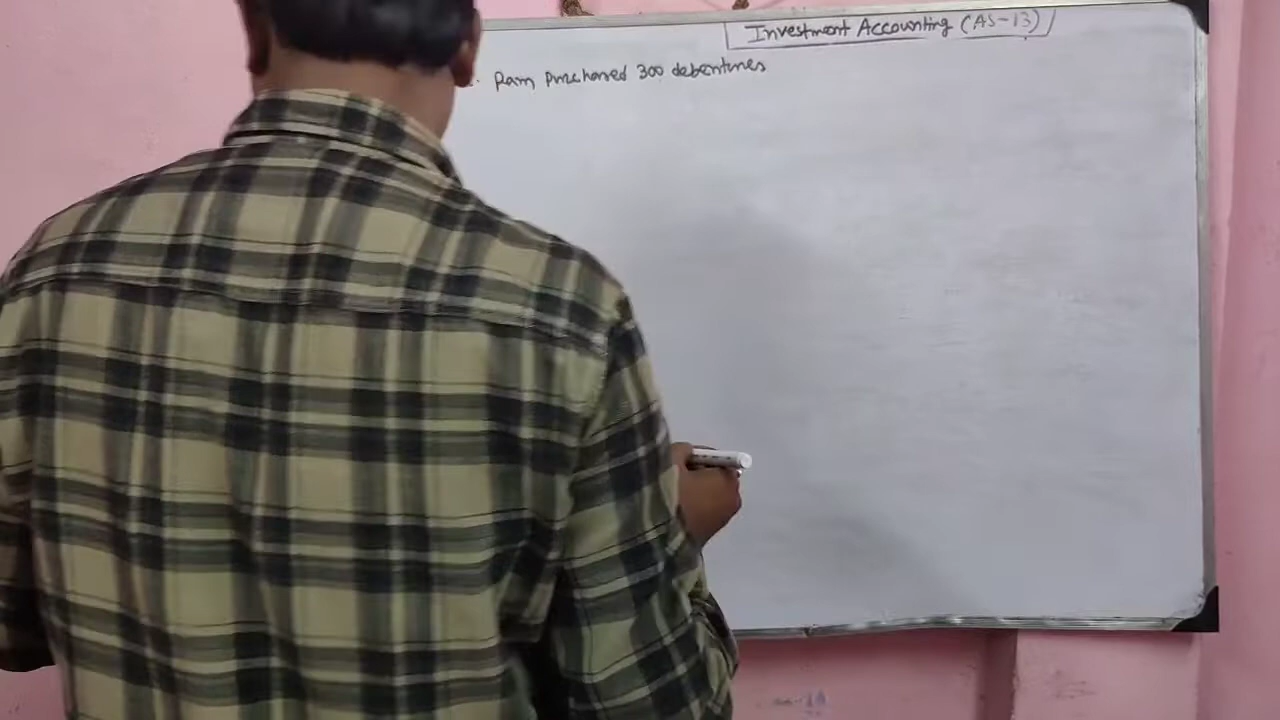 Investment Accounting (AS-13)
Ram purchased 300 debentures